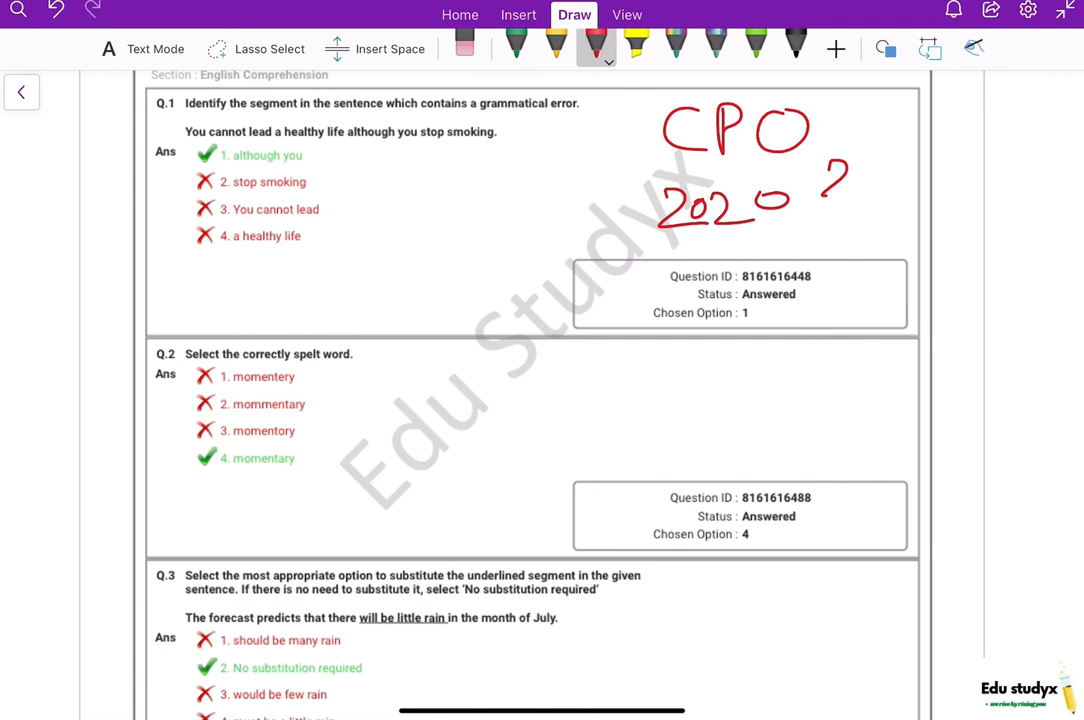 Home Insert Draw View
A Text Mode Lasso Select Insert Space
Section : English Comprehension
Q.1 Identify the segment in the sentence which contains a grammatical error.
You cannot lead a healthy life although you stop smoking.
Ans 1. although you
2. stop smoking
3. You cannot lead
4. a healthy life
CPO
2020 ?
Question ID : 8161616448
Status : Answered
Chosen Option : 1
Q.2 Select the correctly spelt word.
Ans 1. momentery
2. mommentary
3. momentory
4. momentary
Question ID : 8161616488
Status : Answered
Chosen Option : 4
Q.3 Select the most appropriate option to substitute the underlined segment in the given
sentence. If there is no need to substitute it, select ‘No substitution required’
The forecast predicts that there will be little rain in the month of July.
Ans 1. should be many rain
2. No substitution required
3. would be few rain
Edu Studyx
Edu studyx